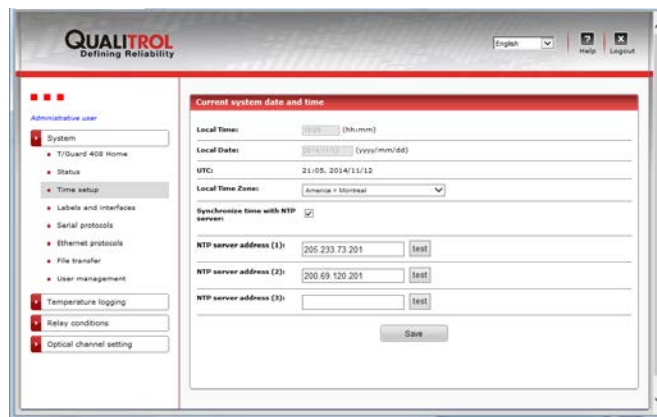 QUALITROL
Defining Reliability
English
? Help
X Logout
Administrative user
System
T/Guard 408 Home
Status
Time setup
Labels and interfaces
Serial protocols
Ethernet protocols
File transfer
User management
Temperature logging
Relay conditions
Optical channel setting
Current system date and time
Local Time: (hh:mm)
Local Date: 2014/11/12 (yyyy/mm/dd)
UTC: 21:05, 2014/11/12
Local Time Zone: America > Montreal
Synchronize time with NTP
server:
NTP server address (1): 205.233.73.201 test
NTP server address (2): 200.69.120.201 test
NTP server address (3): test
Save